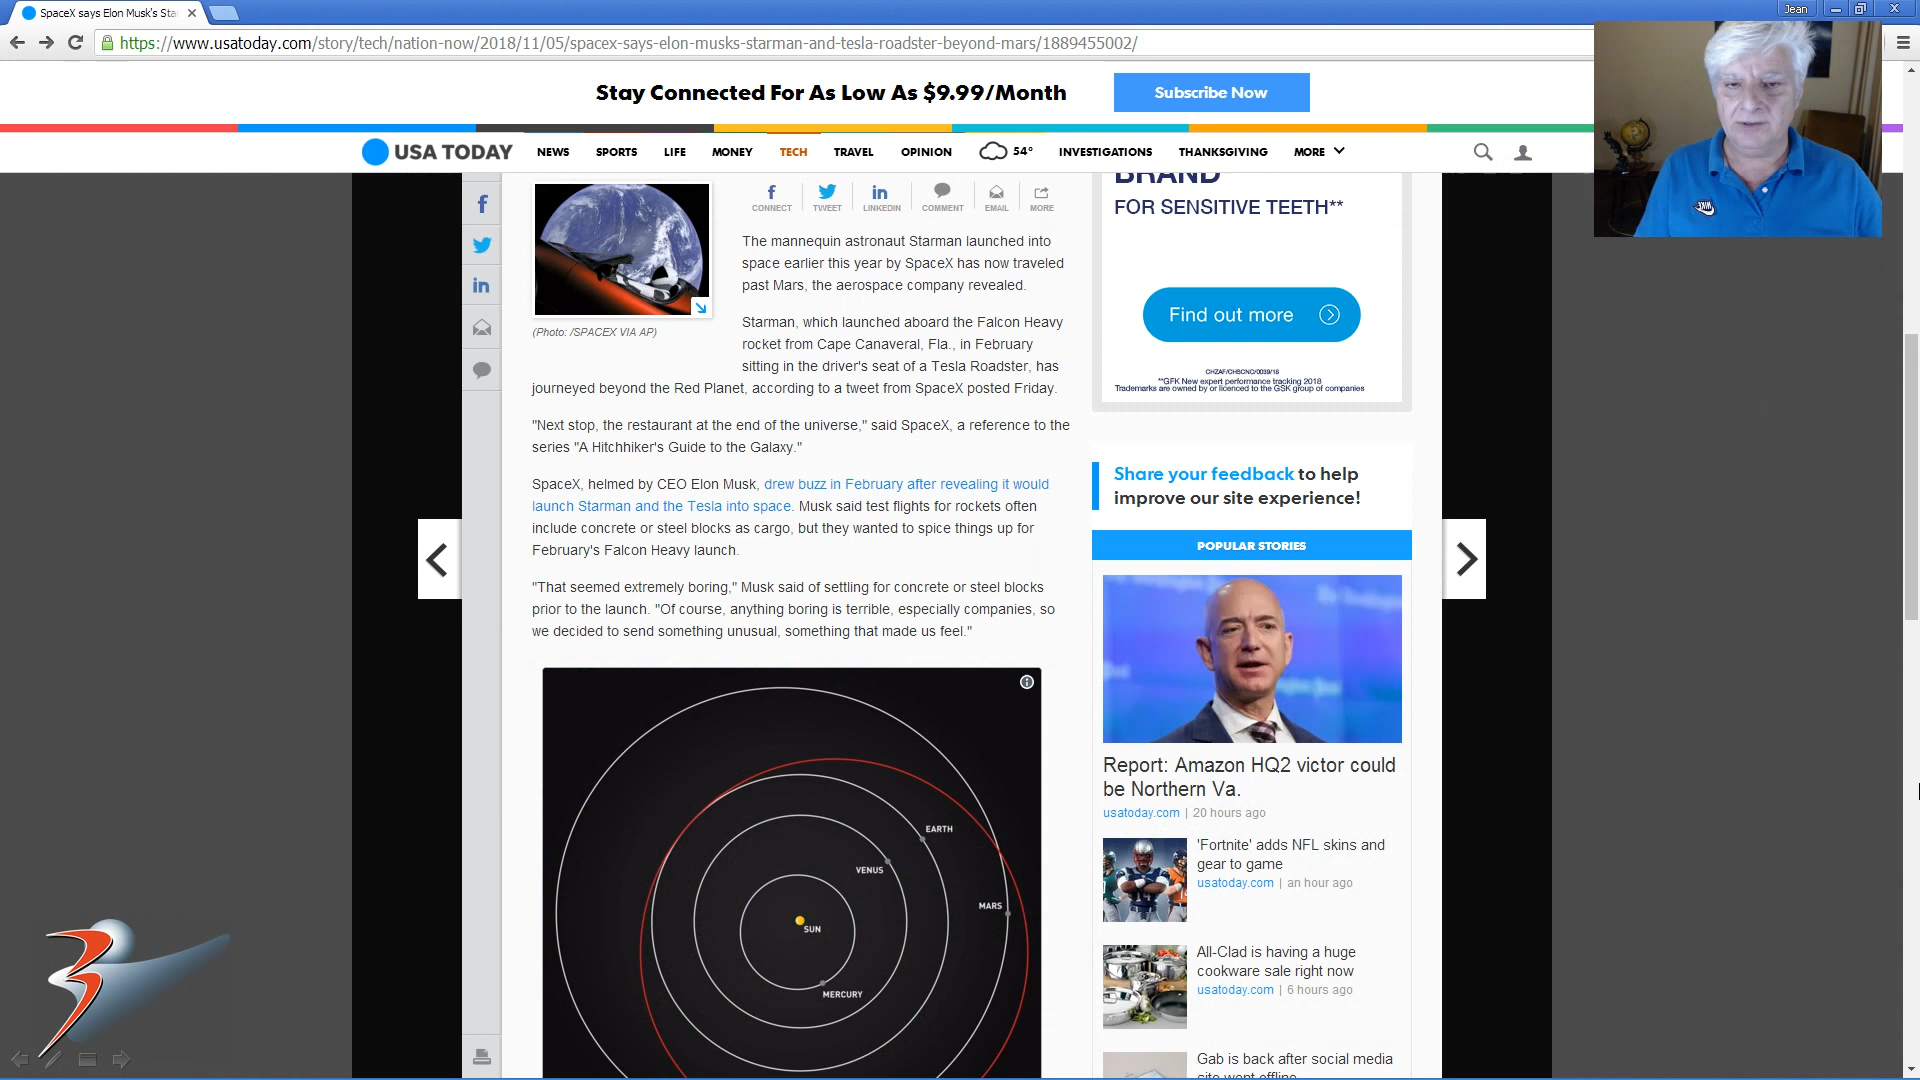 SpaceX says Elon Musk's Sta
Jean
https://www.usatoday.com/story/tech/nation-now/2018/11/05/spacex-says-elon-musks-starman-and-tesla-roadster-beyond-mars/1889455002/
Stay Connected For As Low As $9.99/Month
Subscribe Now
USA TODAY
NEWS SPORTS LIFE MONEY TECH TRAVEL OPINION 54° INVESTIGATIONS THANKSGIVING MORE
CONNECT TWEET LINKEDIN COMMENT EMAIL MORE
(Photo: /SPACEX VIA AP)
The mannequin astronaut Starman launched into
space earlier this year by SpaceX has now traveled
past Mars, the aerospace company revealed.
Starman, which launched aboard the Falcon Heavy
rocket from Cape Canaveral, Fla., in February
sitting in the driver's seat of a Tesla Roadster, has
journeyed beyond the Red Planet, according to a tweet from SpaceX posted Friday.
"Next stop, the restaurant at the end of the universe," said SpaceX, a reference to the
series "A Hitchhiker's Guide to the Galaxy."
SpaceX, helmed by CEO Elon Musk, drew buzz in February after revealing it would
launch Starman and the Tesla into space. Musk said test flights for rockets often
include concrete or steel blocks as cargo, but they wanted to spice things up for
February's Falcon Heavy launch.
"That seemed extremely boring," Musk said of settling for concrete or steel blocks
prior to the launch. "Of course, anything boring is terrible, especially companies, so
we decided to send something unusual, something that made us feel."
EARTH
VENUS
MARS
SUN
MERCURY
BRAND
FOR SENSITIVE TEETH**
Find out more
CHZAF/CHSCNO/0039/18
**GFK New expert performance tracking 2018
Trademarks are owned by or licenced to the GSK group of companies
Share your feedback to help
improve our site experience!
POPULAR STORIES
Report: Amazon HQ2 victor could
be Northern Va.
usatoday.com | 20 hours ago
'Fortnite' adds NFL skins and
gear to game
usatoday.com | an hour ago
All-Clad is having a huge
cookware sale right now
usatoday.com | 6 hours ago
Gab is back after social media
site went offline